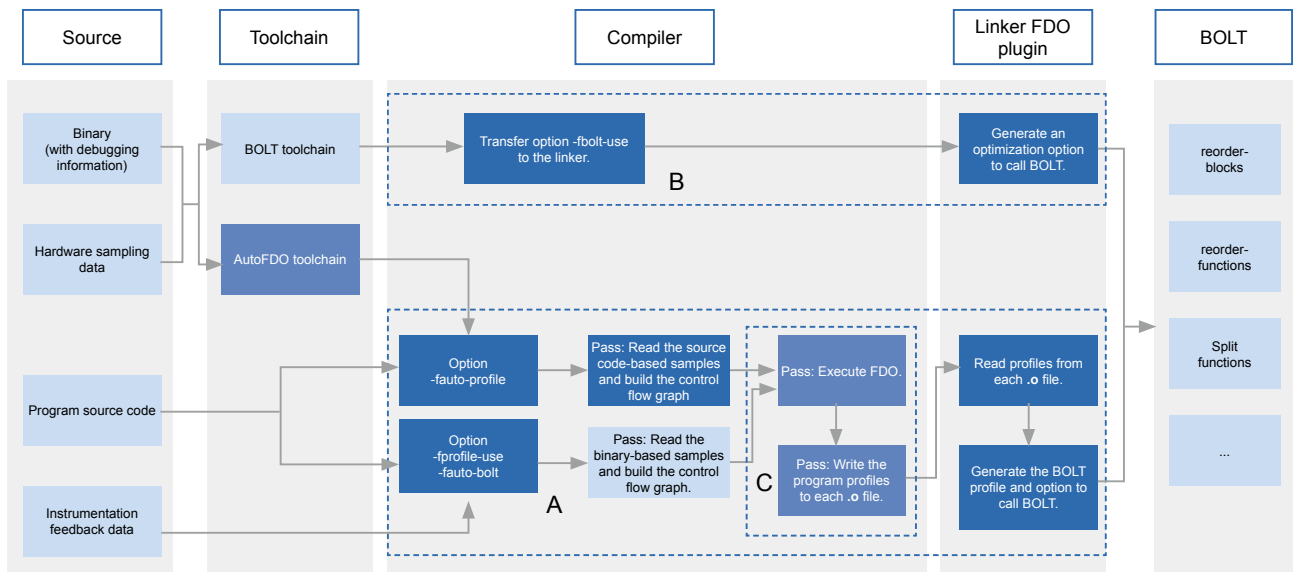 Source
Toolchain
Compiler
Linker FDO
plugin
BOLT
Binary
(with debugging
information)
BOLT toolchain
Transfer option -fbolt-use
to the linker.
Generate an
optimization option
to call BOLT.
reorder-
blocks
B
Hardware sampling
data
AutoFDO toolchain
reorder-
functions
Option
-fauto-profile
Pass: Read the source
code-based samples
and build the control
flow graph
Pass: Execute FDO.
Read profiles from
each .o file.
Split
functions
Program source code
Option
-fprofile-use
-fauto-bolt
Pass: Read the
binary-based samples
and build the control
flow graph.
Pass: Write the
program profiles
to each .o file.
Generate the BOLT
profile and option to
call BOLT.
...
A
C
Instrumentation
feedback data